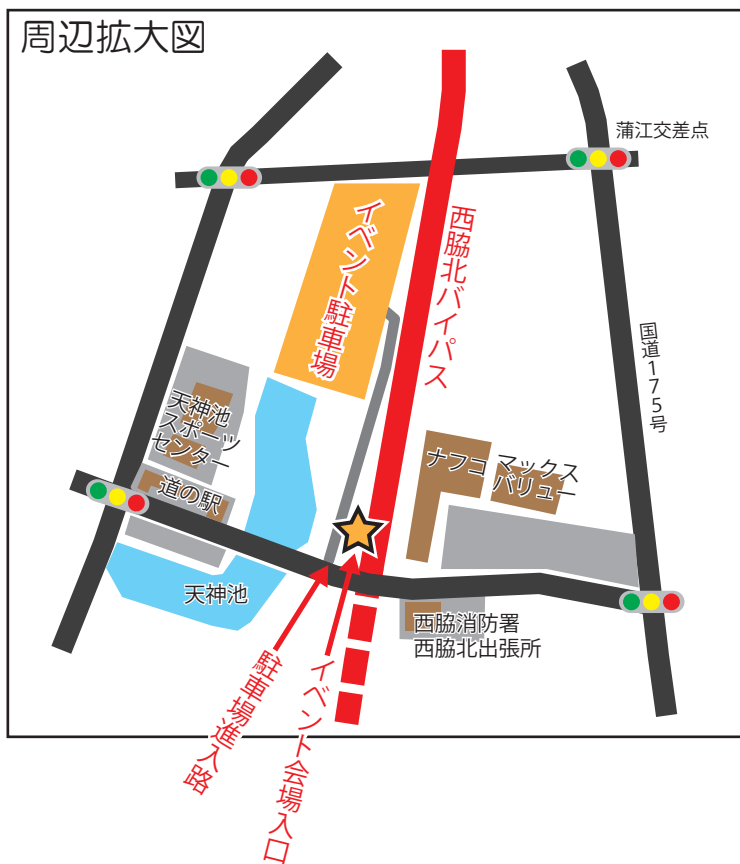 周辺拡大図
蒲江交差点
イベント駐車場
西脇北バイパス
国道175号
天神池
スポーツ
センター
道の駅
ナフコ
マックス
バリュー
天神池
西脇消防署
西脇北出張所
駐車場進入路
イベント会場入口